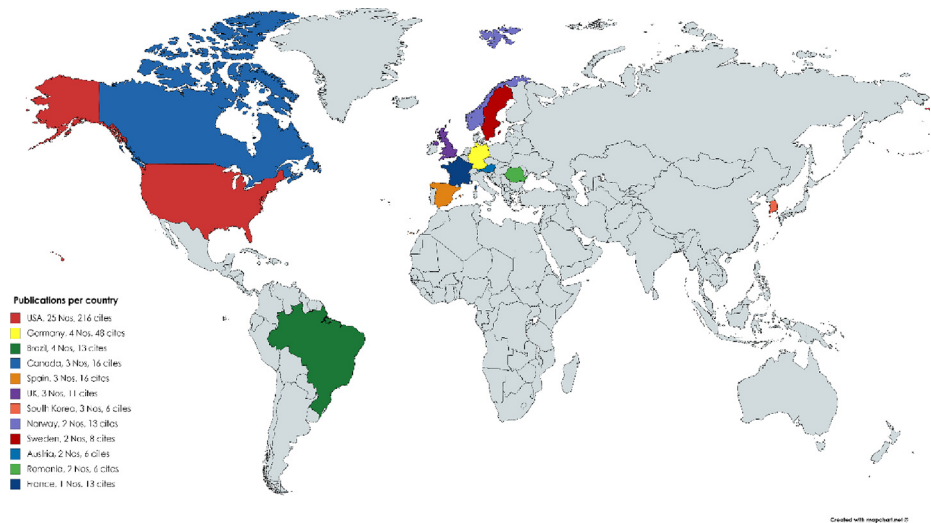 Publications per country
USA, 25 Nos, 216 cites
Germany, 4 Nos, 48 cites
Brazil, 4 Nos, 13 cites
Canada, 3 Nos, 16 cites
Spain, 3 Nos, 16 cites
UK, 3 Nos, 11 cites
South Korea, 3 Nos, 6 cites
Norway, 2 Nos, 13 cites
Sweden, 2 Nos, 8 cites
Austria, 2 Nos, 6 cites
Romania, 2 Nos, 6 cites
France, 1 Nos, 13 cites
Created with mapchart.net ©